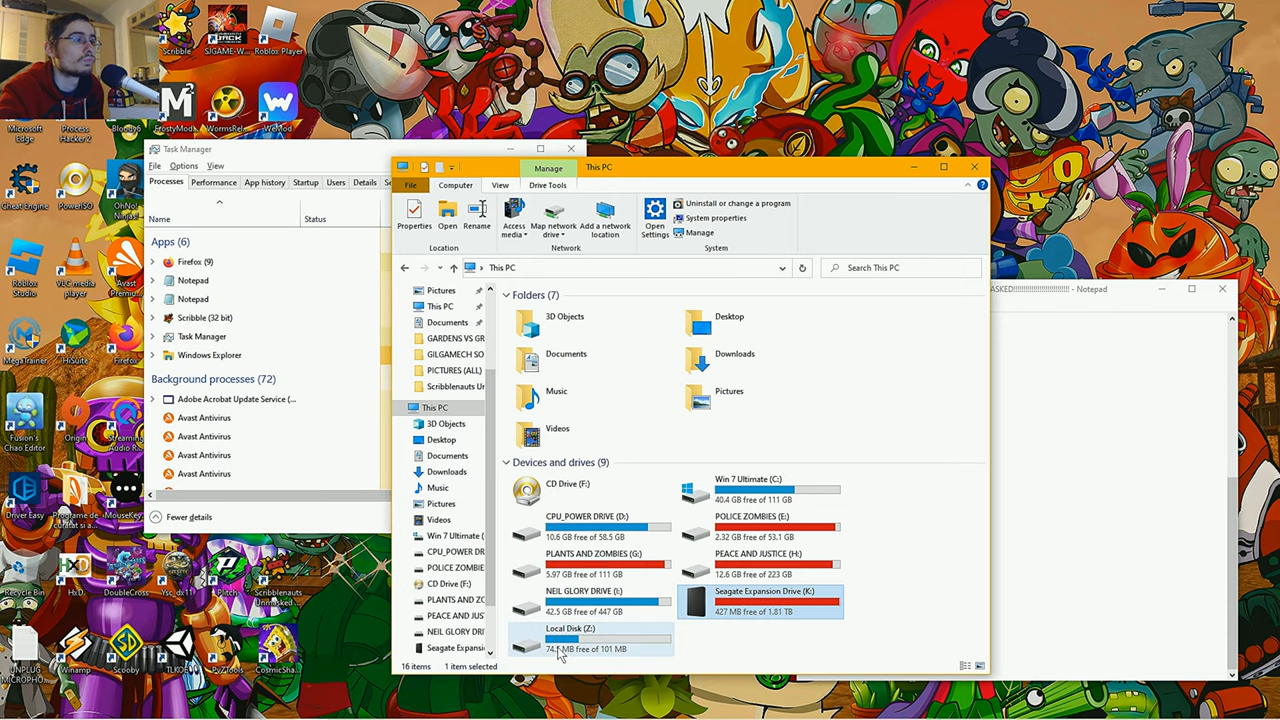 Scribble
SJGAME-W...
Roblox Player
FrostyMod...
WormsRel...
WeMod
Microsoft Edge
Process Hacker 2
Bloody6
Cheat Engine
PowerISO
OhNo! Ninjas!
Roblox Studio
VLC media player
Avast Premiu...
MegaTrainer
HiSuite
Firefox
Fusion's Chao Editor
Origin
Streaming Audio R...
Driver Easy
Programe de curatat si a...
MouseKey...
Recycle Bin
HxD
DoubleCross
Ysc_dx11
Plitch
Scribblenauts Unmasked ...
UNPLUG MICROPHO...
Winamp
Scooby
TLKOE...
PvZTools
CosmicSha...
Task Manager
File Options View
Processes Performance App history Startup Users Details Se
Name Status
Apps (6)
Firefox (9)
Notepad
Notepad
Scribble (32 bit)
Task Manager
Windows Explorer
Background processes (72)
Adobe Acrobat Update Service (...
Avast Antivirus
Avast Antivirus
Avast Antivirus
Avast Antivirus
Fewer details
Manage This PC
File Computer View Drive Tools
Properties Open Rename
Access media
Map network drive
Add a network location
Open Settings
Uninstall or change a program
System properties
Manage
Location Network System
This PC
Search This PC
Pictures
This PC
Documents
GARDENS VS GR
GILGAMECH SO
PICTURES (ALL)
Scribblenauts Un
This PC
3D Objects
Desktop
Documents
Downloads
Music
Pictures
Videos
Win 7 Ultimate (
CPU_POWER DR
POLICE ZOMBIES
CD Drive (F:)
PLANTS AND ZO
PEACE AND JUS
NEIL GLORY DRI
Seagate Expansi
Folders (7)
3D Objects
Desktop
Documents
Downloads
Music
Pictures
Videos
Devices and drives (9)
CD Drive (F:)
Win 7 Ultimate (C:)
40.4 GB free of 111 GB
CPU_POWER DRIVE (D:)
10.6 GB free of 58.5 GB
POLICE ZOMBIES (E:)
2.32 GB free of 53.1 GB
PLANTS AND ZOMBIES (G:)
5.97 GB free of 111 GB
PEACE AND JUSTICE (H:)
12.6 GB free of 223 GB
NEIL GLORY DRIVE (I:)
42.5 GB free of 447 GB
Seagate Expansion Drive (K:)
427 MB free of 1.81 TB
Local Disk (Z:)
MB free of 101 MB
16 items 1 item selected
ASKED!!!!!!!!!!!!!!!!!!!!!!!!!!!! - Notepad